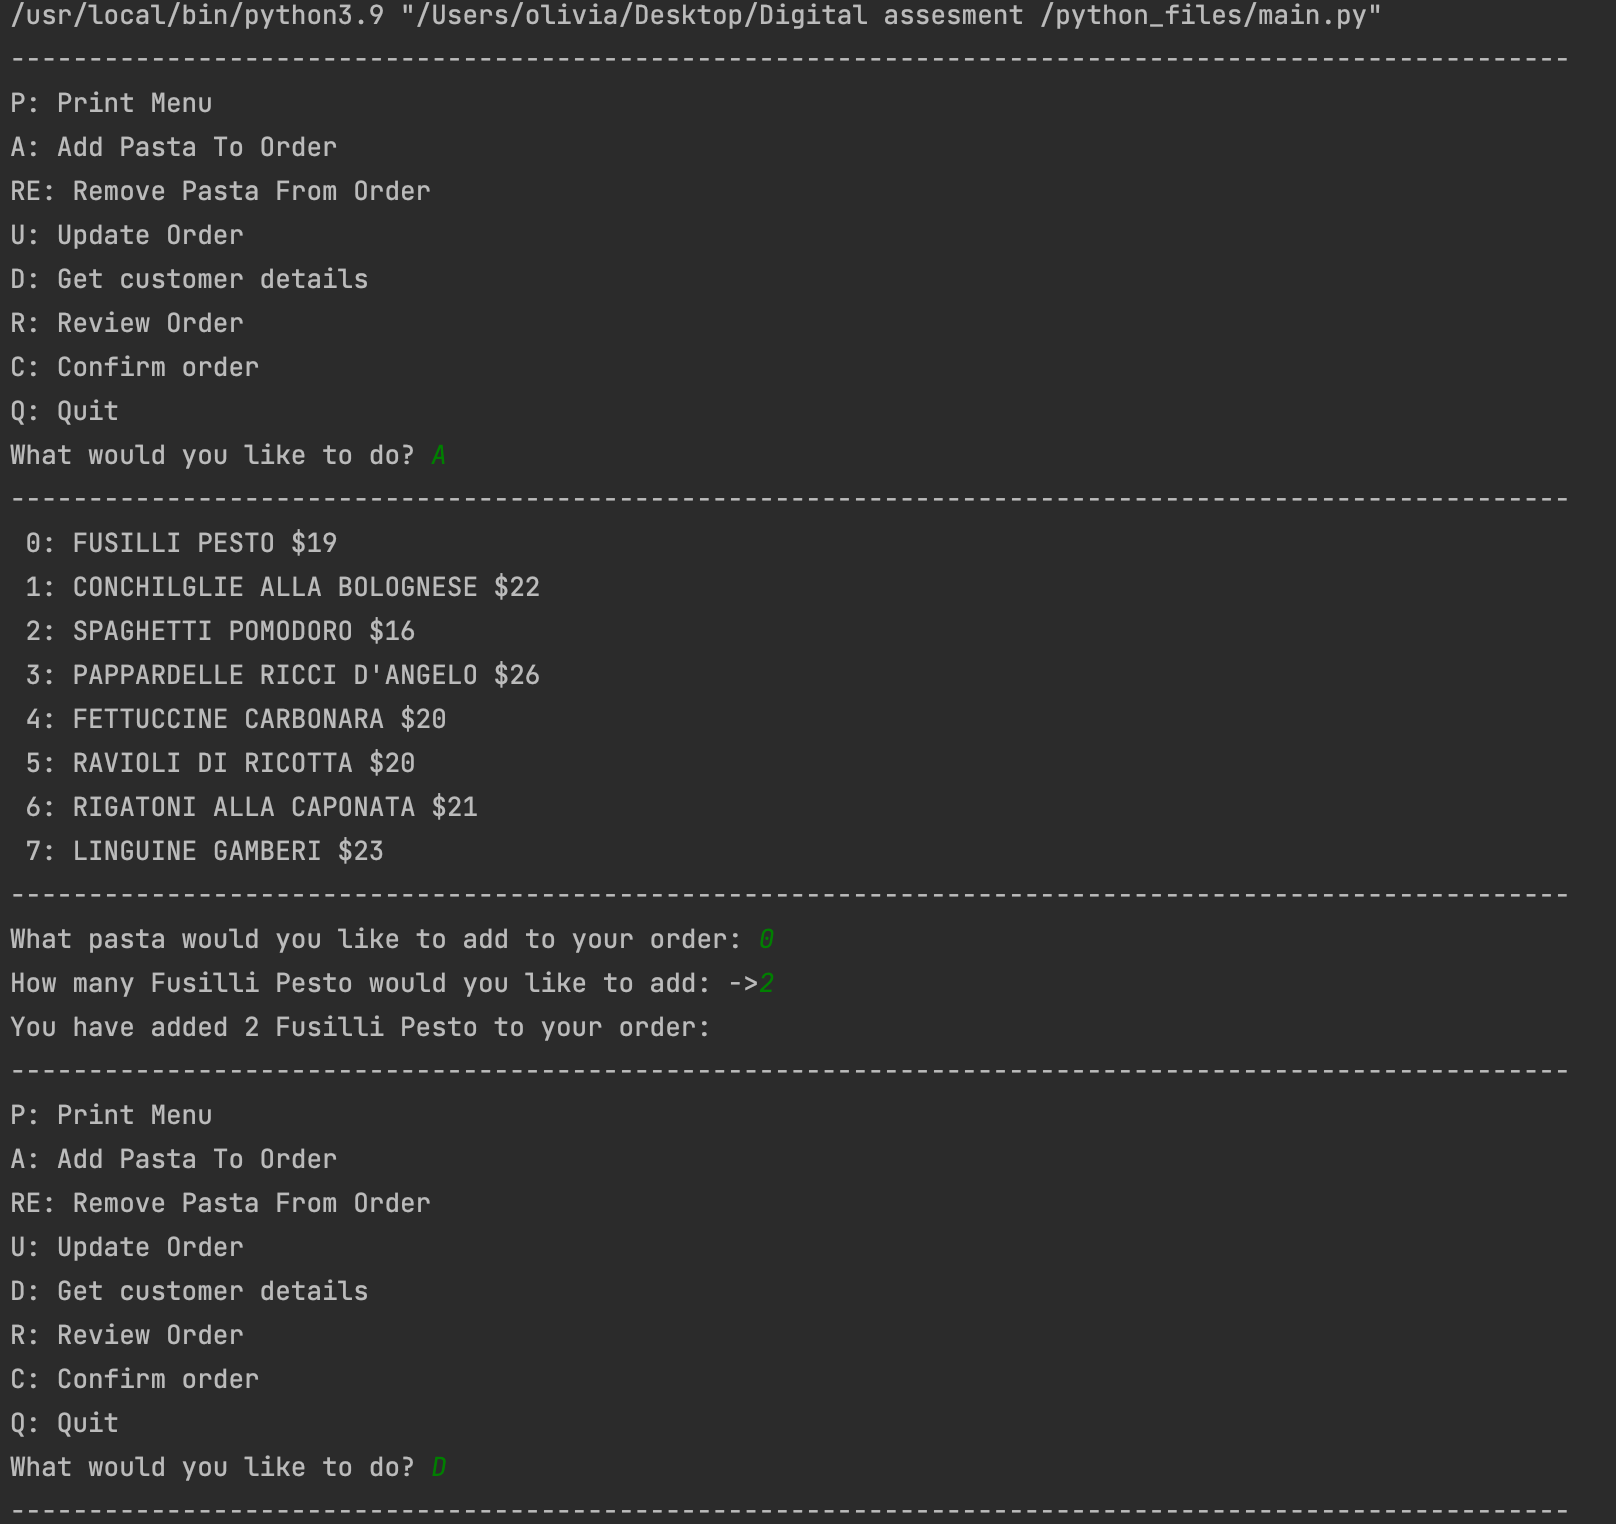 /usr/local/bin/python3.9 "/Users/olivia/Desktop/Digital assesment /python_files/main.py"
----------------------------------------------------------------------------------------------------
P: Print Menu
A: Add Pasta To Order
RE: Remove Pasta From Order
U: Update Order
D: Get customer details
R: Review Order
C: Confirm order
Q: Quit
What would you like to do? A
----------------------------------------------------------------------------------------------------
 0: FUSILLI PESTO $19
 1: CONCHILGLIE ALLA BOLOGNESE $22
 2: SPAGHETTI POMODORO $16
 3: PAPPARDELLE RICCI D'ANGELO $26
 4: FETTUCCINE CARBONARA $20
 5: RAVIOLI DI RICOTTA $20
 6: RIGATONI ALLA CAPONATA $21
 7: LINGUINE GAMBERI $23
----------------------------------------------------------------------------------------------------
What pasta would you like to add to your order: 0
How many Fusilli Pesto would you like to add: ->2
You have added 2 Fusilli Pesto to your order:
----------------------------------------------------------------------------------------------------
P: Print Menu
A: Add Pasta To Order
RE: Remove Pasta From Order
U: Update Order
D: Get customer details
R: Review Order
C: Confirm order
Q: Quit
What would you like to do? D
----------------------------------------------------------------------------------------------------